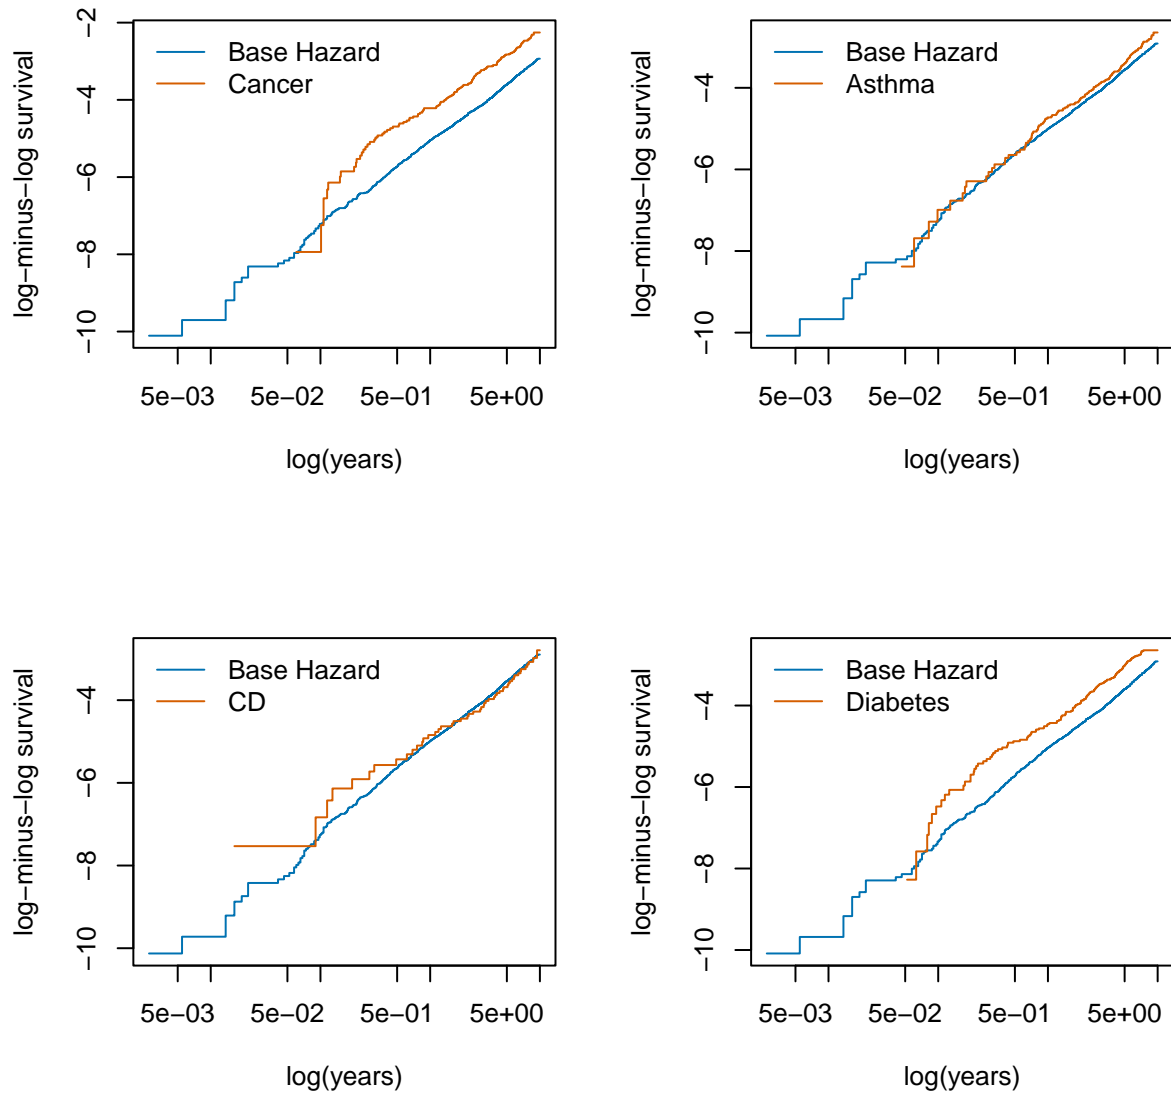 Base Hazard
Cancer
log−minus−log survival
−2
−4
−6
−8
−10
5e−03 5e−02 5e−01 5e+00
log(years)
Base Hazard
Asthma
log−minus−log survival
−4
−6
−8
−10
5e−03 5e−02 5e−01 5e+00
log(years)
Base Hazard
CD
log−minus−log survival
−4
−6
−8
−10
5e−03 5e−02 5e−01 5e+00
log(years)
Base Hazard
Diabetes
log−minus−log survival
−4
−6
−8
−10
5e−03 5e−02 5e−01 5e+00
log(years)